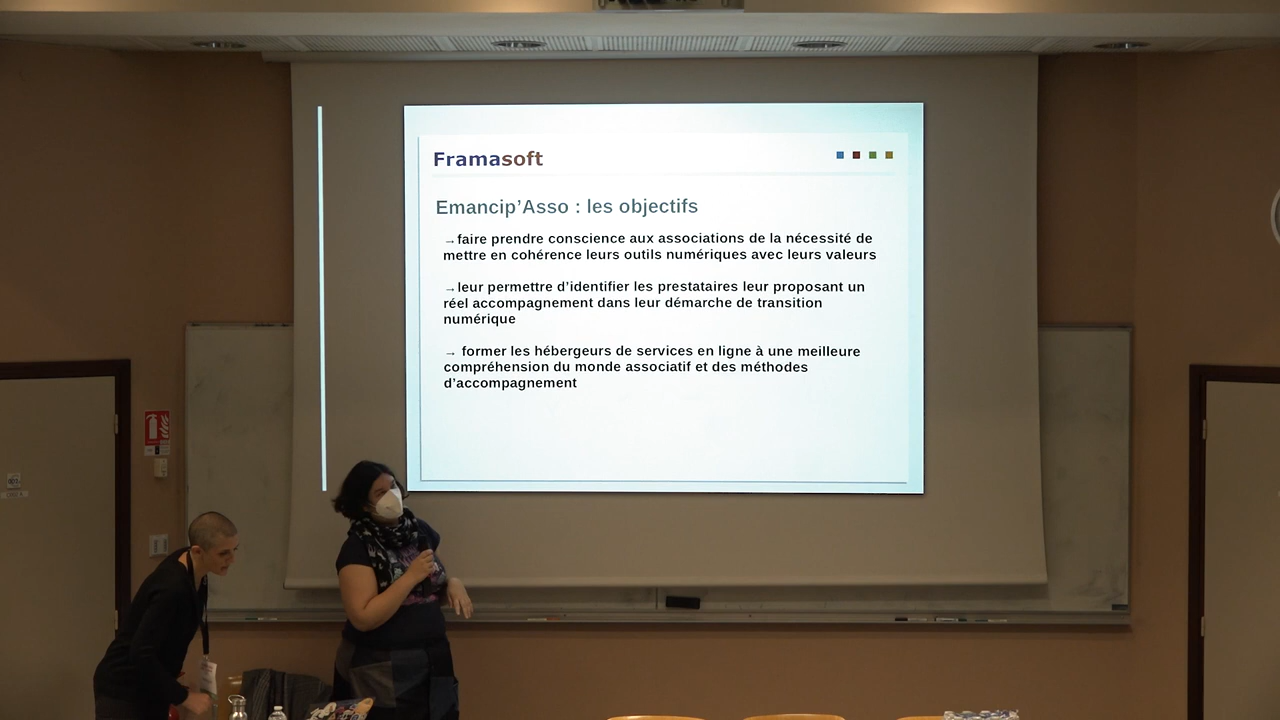 Framasoft
Emancip’Asso : les objectifs
→faire prendre conscience aux associations de la nécessité de
mettre en cohérence leurs outils numériques avec leurs valeurs
→leur permettre d’identifier les prestataires leur proposant un
réel accompagnement dans leur démarche de transition
numérique
→ former les hébergeurs de services en ligne à une meilleure
compréhension du monde associatif et des méthodes
d’accompagnement